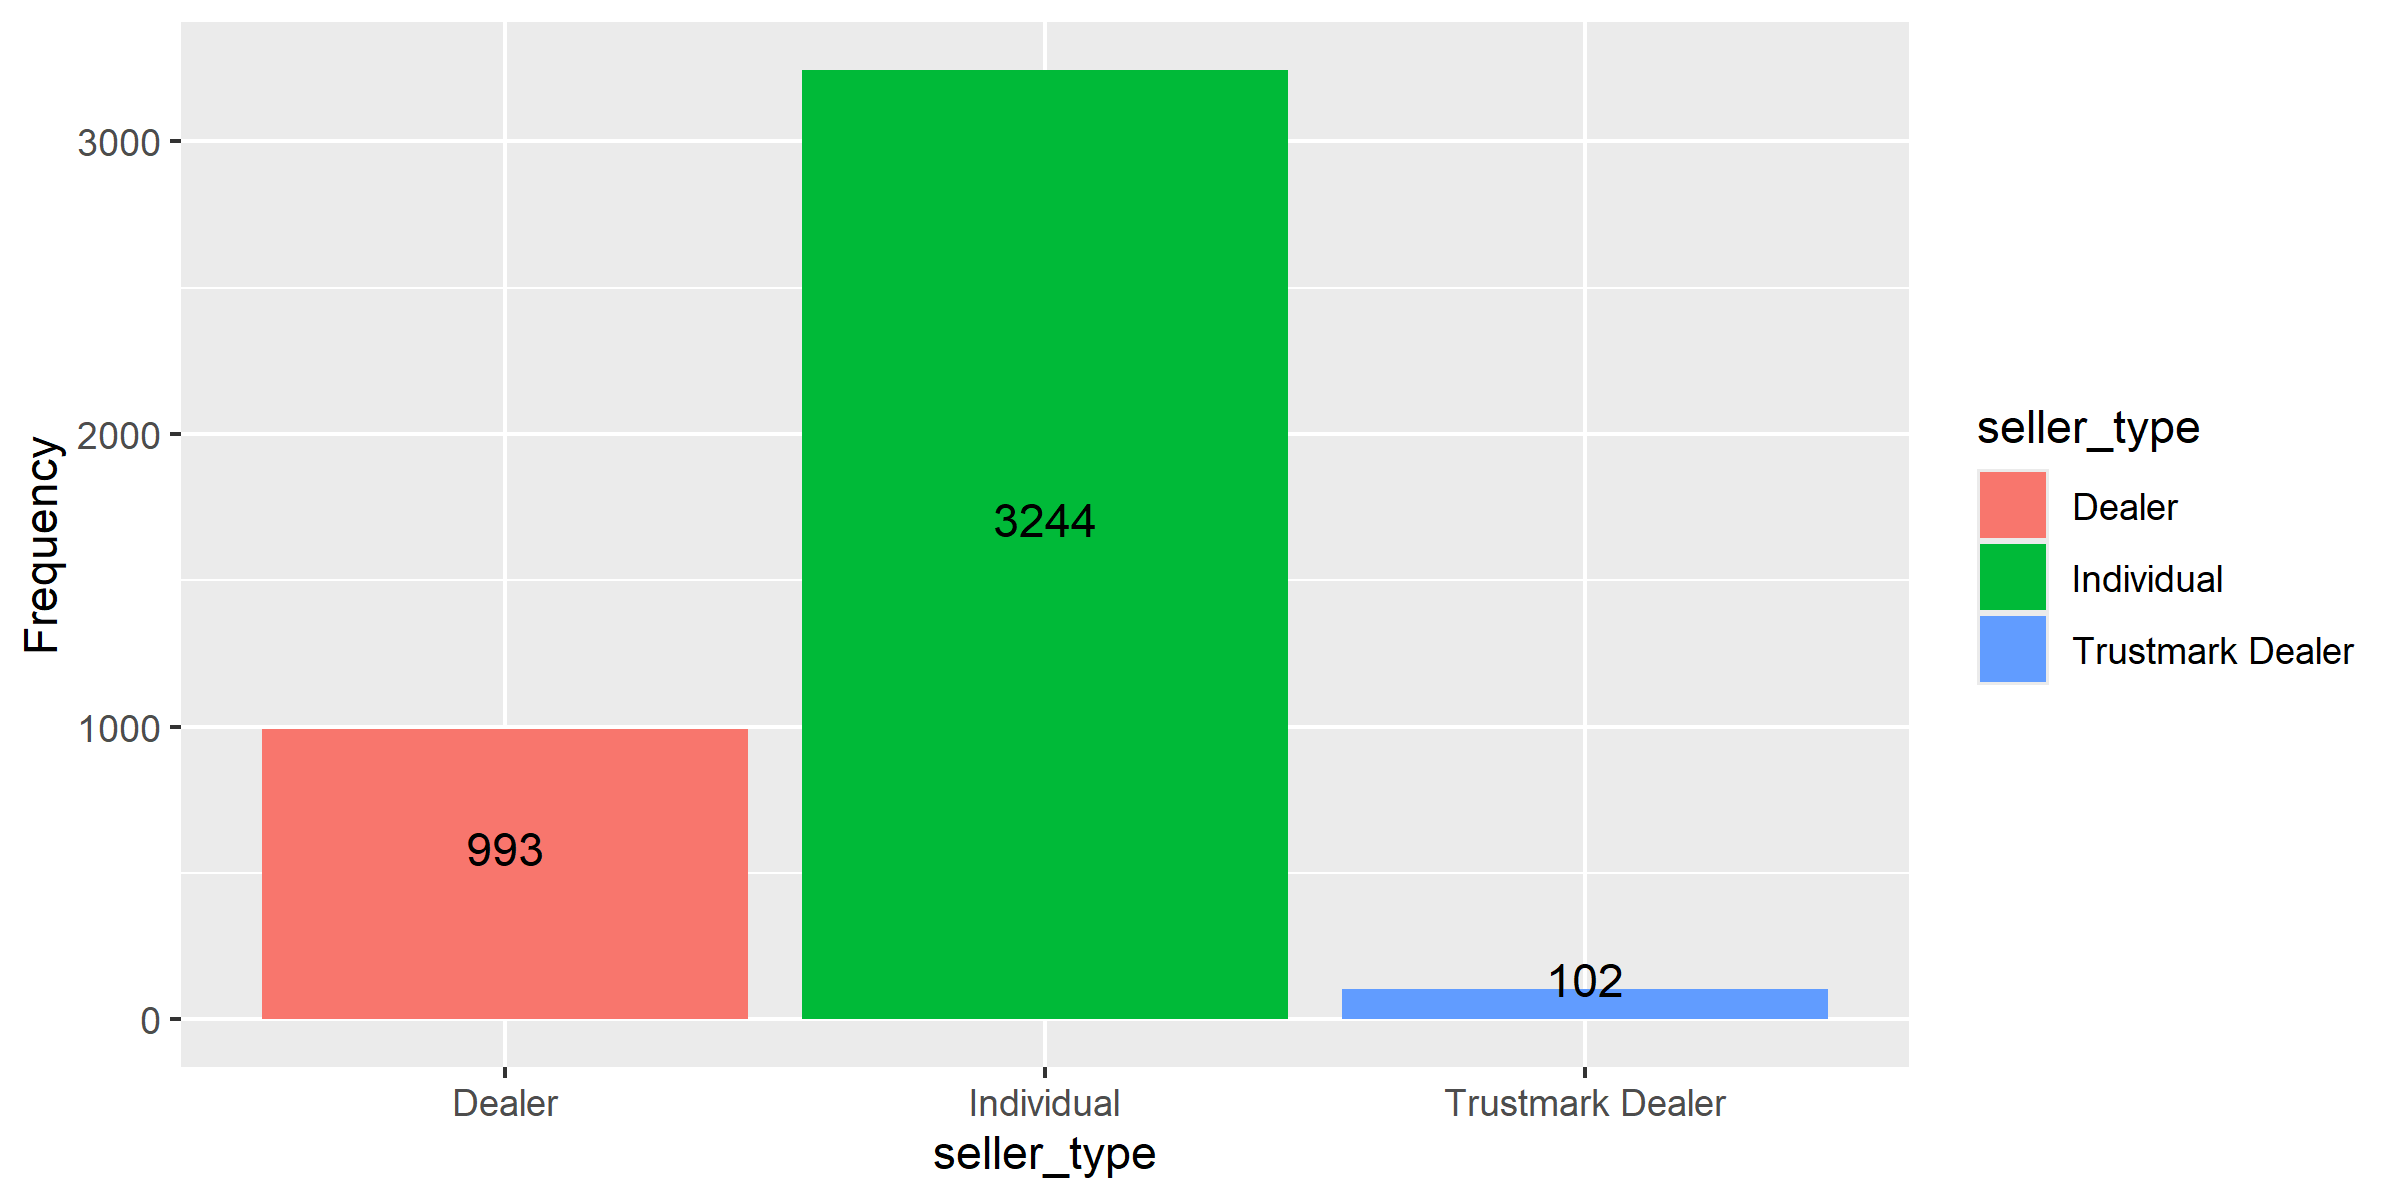 Frequency
3000
2000
1000
0
993
3244
102
Dealer
Individual
Trustmark Dealer
seller_type
seller_type
Dealer
Individual
Trustmark Dealer